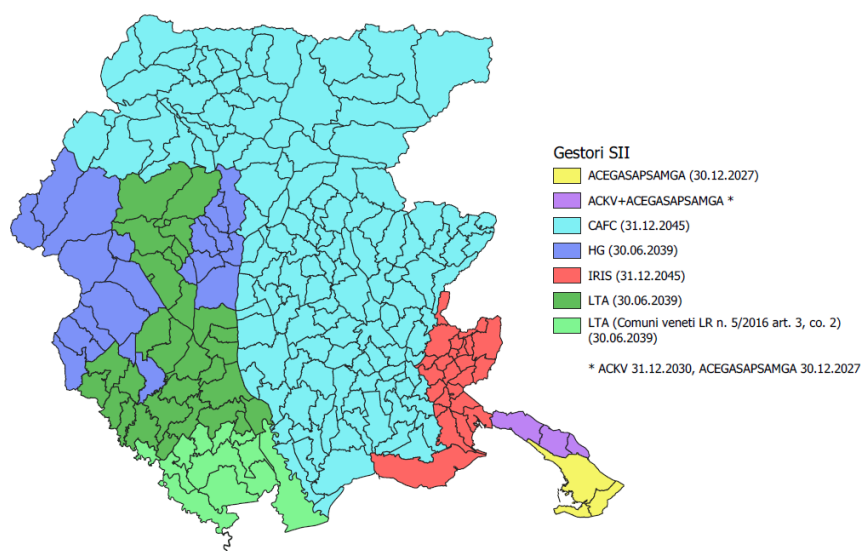 Gestori SII
ACEGASAPSAMGA (30.12.2027)
ACKV+ACEGASAPSAMGA *
CAFC (31.12.2045)
HG (30.06.2039)
IRIS (31.12.2045)
LTA (30.06.2039)
LTA (Comuni veneti LR n. 5/2016 art. 3, co. 2)
(30.06.2039)
* ACKV 31.12.2030, ACEGASAPSAMGA 30.12.2027